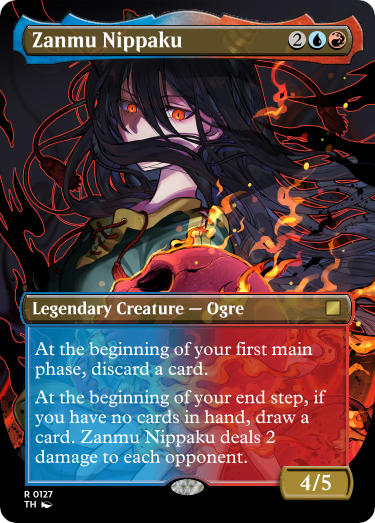 Zanmu Nippaku 2
Legendary Creature — Ogre
At the beginning of your first main
phase, discard a card.
At the beginning of your end step, if
you have no cards in hand, draw a
card. Zanmu Nippaku deals 2
damage to each opponent.
4/5
R 0127
TH